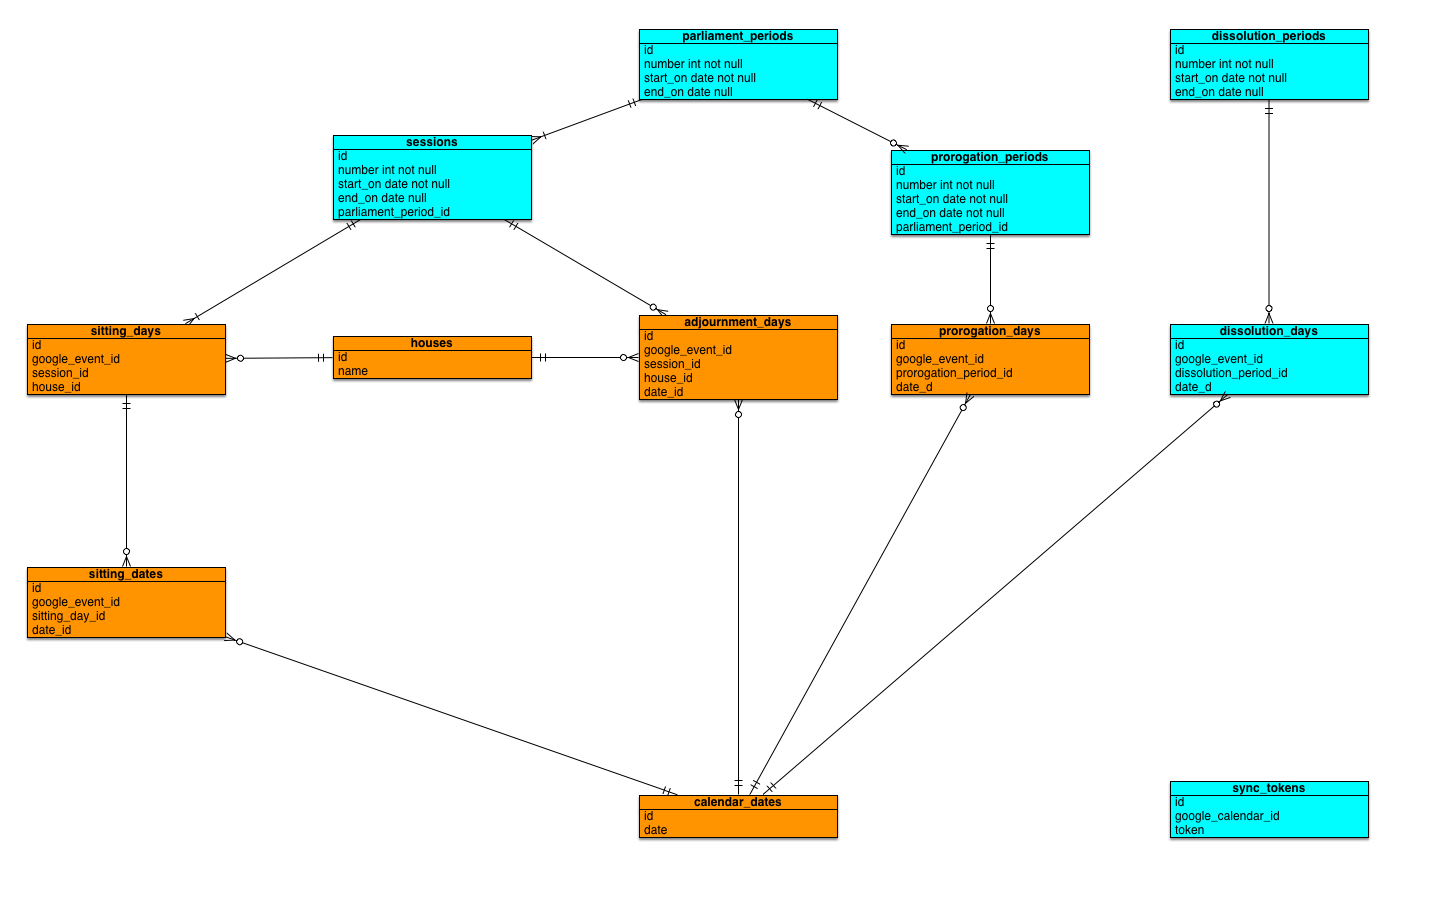 parliament_periods
id
number int not null
start_on date not null
end_on date null
dissolution_periods
id
number int not null
start_on date not null
end_on date null
sessions
id
number int not null
start_on date not null
end_on date null
parliament_period_id
prorogation_periods
id
number int not null
start_on date not null
end_on date not null
parliament_period_id
sitting_days
id
google_event_id
session_id
house_id
houses
id
name
adjournment_days
id
google_event_id
session_id
house_id
date_id
prorogation_days
id
google_event_id
prorogation_period_id
date_d
dissolution_days
id
google_event_id
dissolution_period_id
date_d
sitting_dates
id
google_event_id
sitting_day_id
date_id
calendar_dates
id
date
sync_tokens
id
google_calendar_id
token